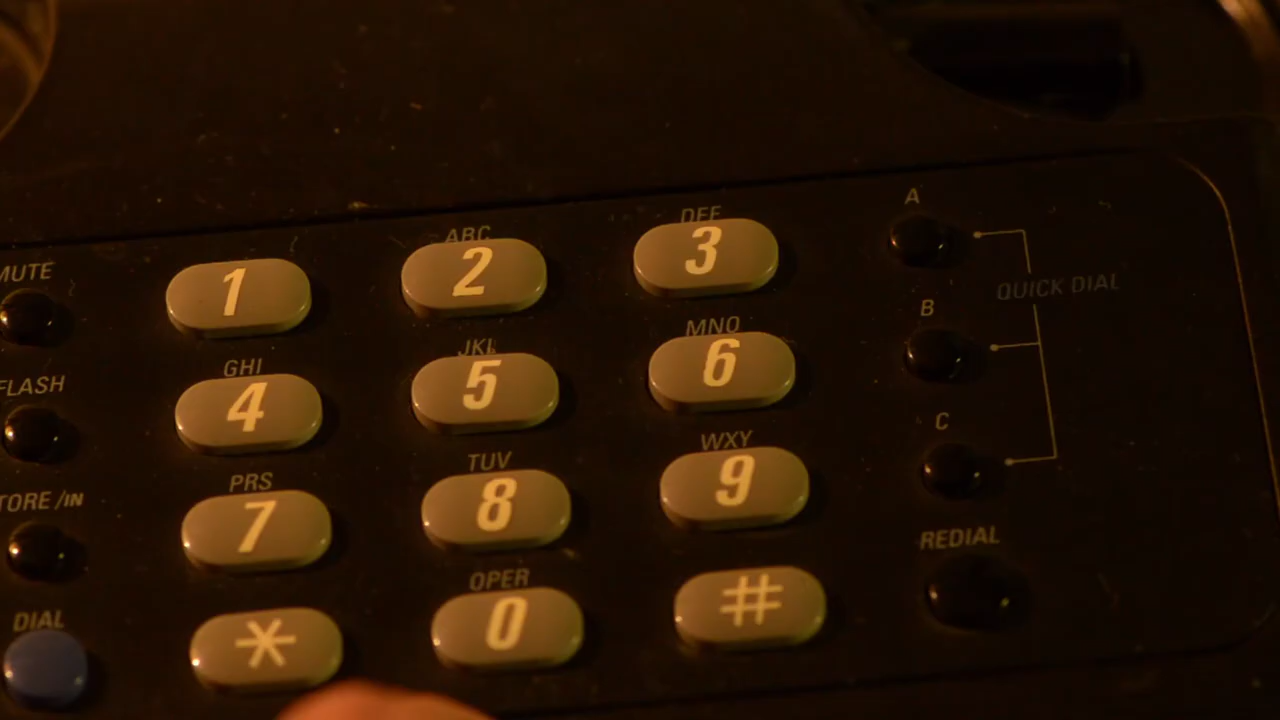 A
DEF
ABC
MUTE
1
2
3
QUICK DIAL
B
MNO
JKL
GHI
FLASH
4
5
6
C
WXY
TUV
PRS
TORE/IN
7
8
9
REDIAL
OPER
DIAL
*
0
#